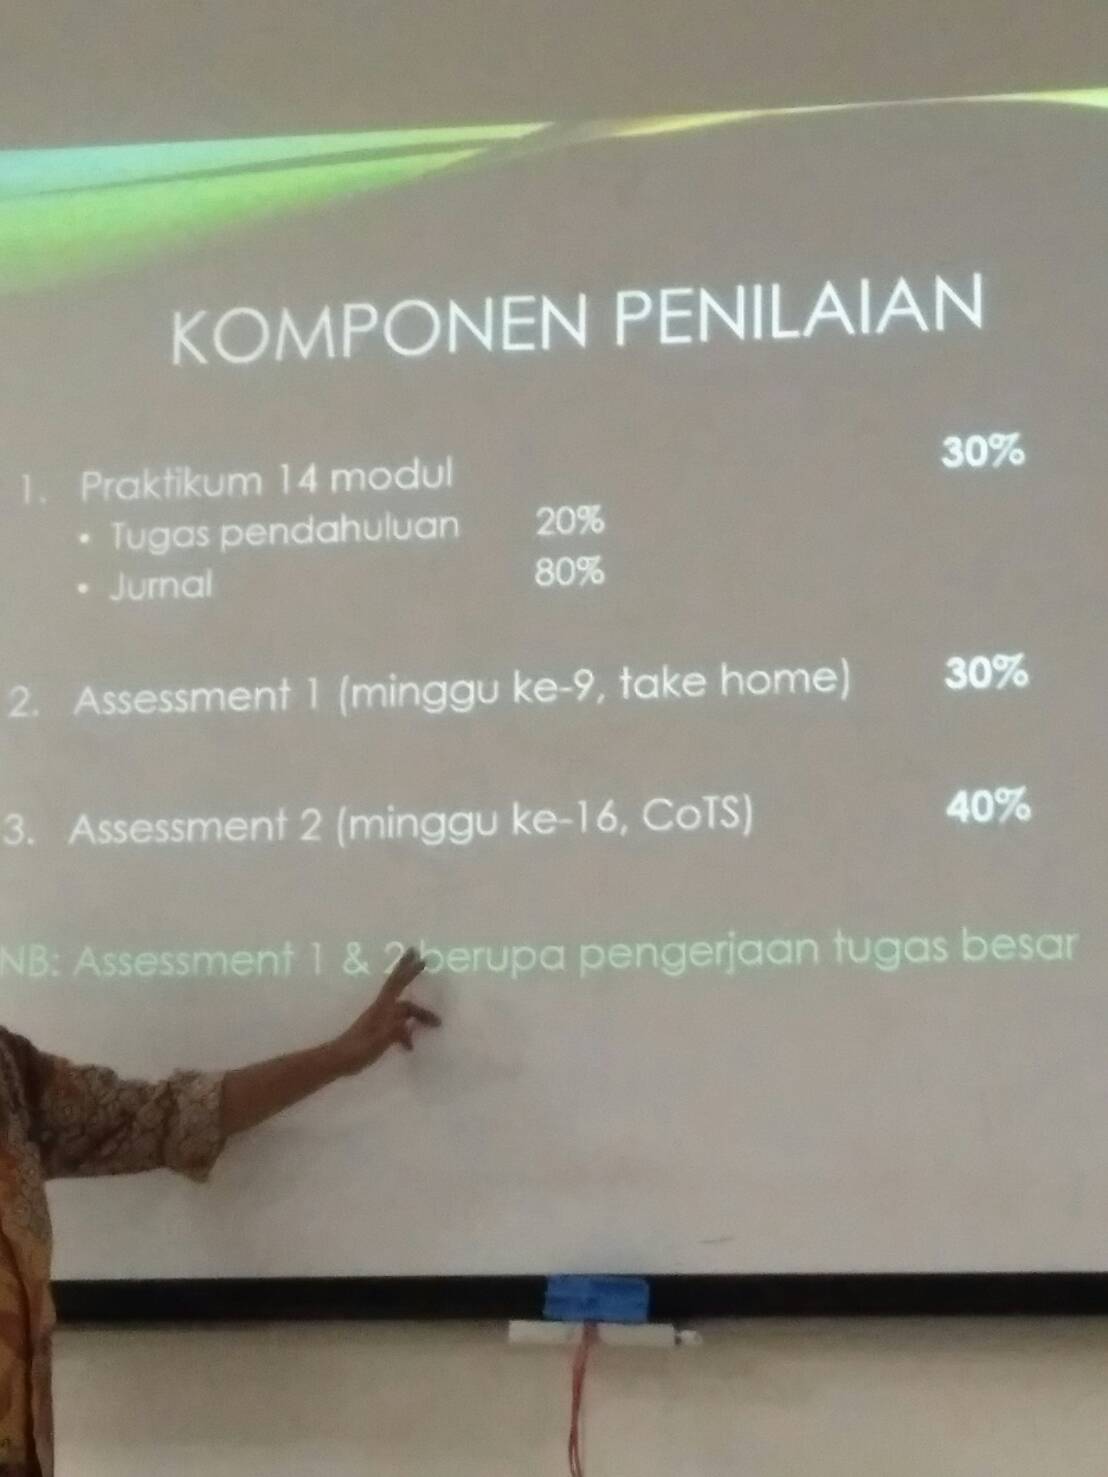 KOMPONEN PENILAIAN
1. Praktikum 14 modul 30%
• Tugas pendahuluan 20%
• Jurnal 80%
2. Assessment 1 (minggu ke-9, take home) 30%
3. Assessment 2 (minggu ke-16, CoTS) 40%
NB: Assessment 1 & 2 berupa pengerjaan tugas besar